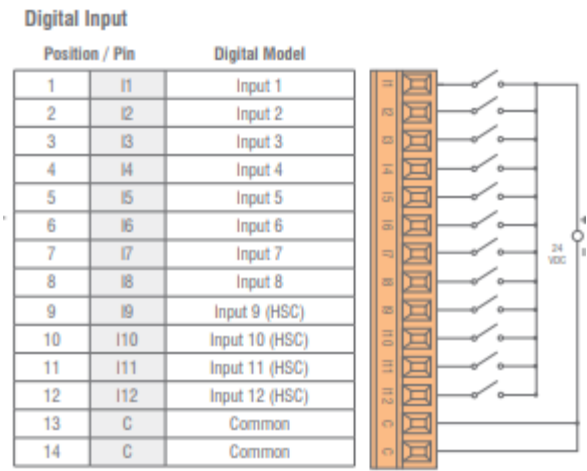 Digital Input
Position / Pin Digital Model
1 I1 Input 1
2 I2 Input 2
3 I3 Input 3
4 I4 Input 4
5 I5 Input 5
6 I6 Input 6
7 I7 Input 7
8 I8 Input 8
9 I9 Input 9 (HSC)
10 I10 Input 10 (HSC)
11 I11 Input 11 (HSC)
12 I12 Input 12 (HSC)
13 C Common
14 C Common
I1
I2
I3
I4
I5
I6
I7
I8
I9
I10
I11
I12
C
C
24
VDC